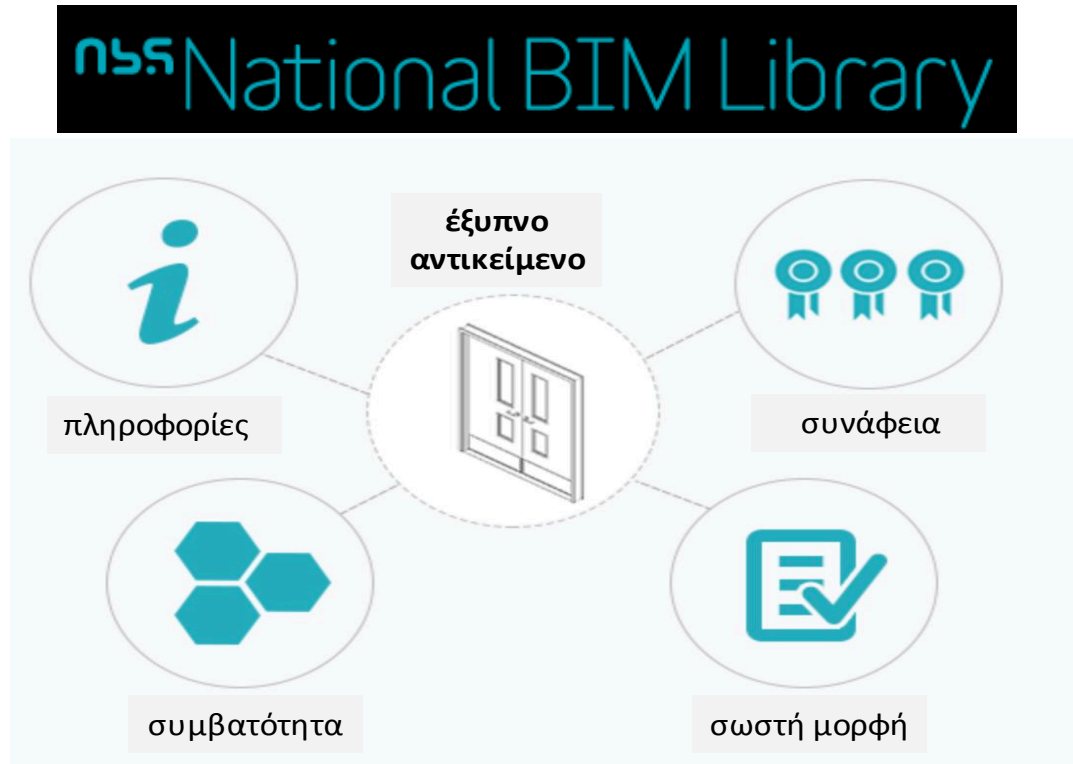 nbs National BIM Library
έξυπνο
αντικείμενο
πληροφορίες
συνάφεια
συμβατότητα
σωστή μορφή